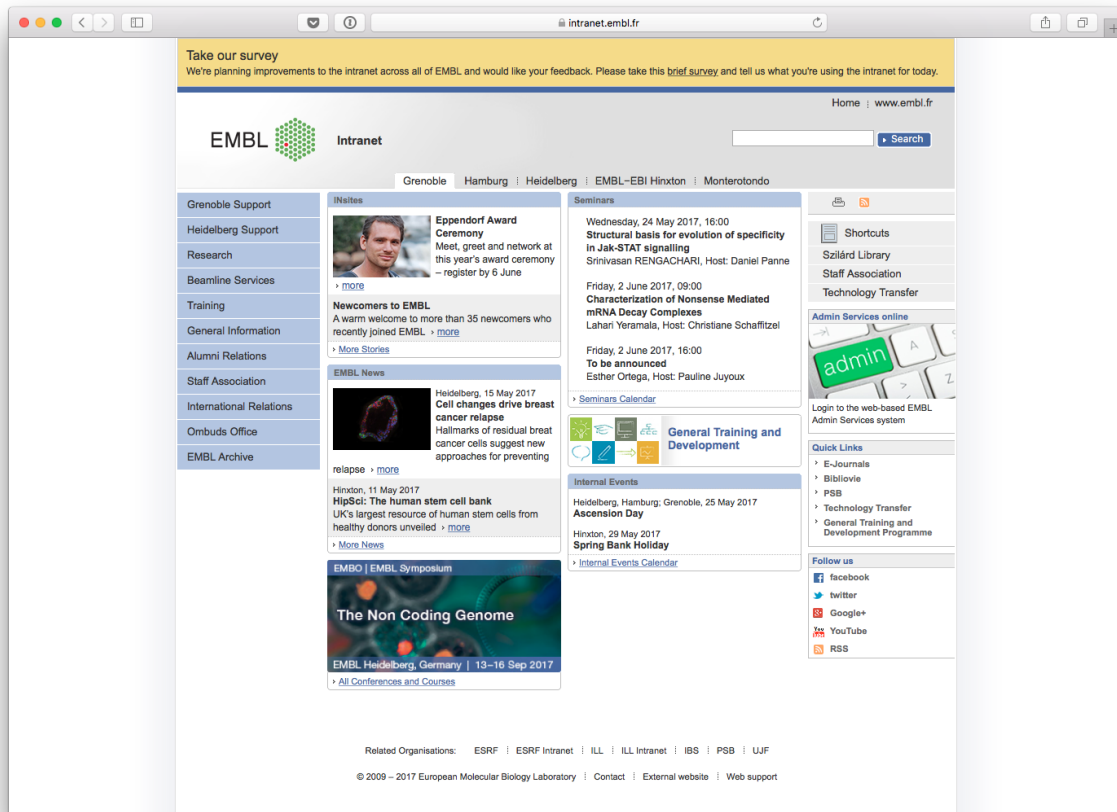 intranet.embl.fr
Take our survey
We're planning improvements to the intranet across all of EMBL and would like your feedback. Please take this brief survey and tell us what you're using the intranet for today.
Home www.embl.fr
EMBL Intranet
Search
Grenoble Hamburg Heidelberg EMBL-EBI Hinxton Monterotondo
Grenoble Support
Heidelberg Support
Research
Beamline Services
Training
General Information
Alumni Relations
Staff Association
International Relations
Ombuds Office
EMBL Archive
INsites
Eppendorf Award
Ceremony
Meet, greet and network at
this year's award ceremony
– register by 6 June
› more
Newcomers to EMBL
A warm welcome to more than 35 newcomers who
recently joined EMBL › more
› More Stories
EMBL News
Heidelberg, 15 May 2017
Cell changes drive breast
cancer relapse
Hallmarks of residual breat
cancer cells suggest new
approaches for preventing
relapse › more
Hinxton, 11 May 2017
HipSci: The human stem cell bank
UK's largest resource of human stem cells from
healthy donors unveiled › more
› More News
EMBO | EMBL Symposium
The Non Coding Genome
EMBL Heidelberg, Germany | 13–16 Sep 2017
› All Conferences and Courses
Seminars
Wednesday, 24 May 2017, 16:00
Structural basis for evolution of specificity
in Jak-STAT signalling
Srinivasan RENGACHARI, Host: Daniel Panne
Friday, 2 June 2017, 09:00
Characterization of Nonsense Mediated
mRNA Decay Complexes
Lahari Yeramala, Host: Christiane Schaffitzel
Friday, 2 June 2017, 16:00
To be announced
Esther Ortega, Host: Pauline Juyoux
› Seminars Calendar
General Training and
Development
Internal Events
Heidelberg, Hamburg; Grenoble, 25 May 2017
Ascension Day
Hinxton, 29 May 2017
Spring Bank Holiday
› Internal Events Calendar
Shortcuts
Szilárd Library
Staff Association
Technology Transfer
Admin Services online
admin
A
Z
Login to the web-based EMBL
Admin Services system
Quick Links
› E-Journals
› Bibliovie
› PSB
› Technology Transfer
› General Training and
Development Programme
Follow us
facebook
twitter
Google+
YouTube
RSS
Related Organisations: ESRF ESRF Intranet ILL ILL Intranet IBS PSB UJF
© 2009 – 2017 European Molecular Biology Laboratory Contact External website Web support